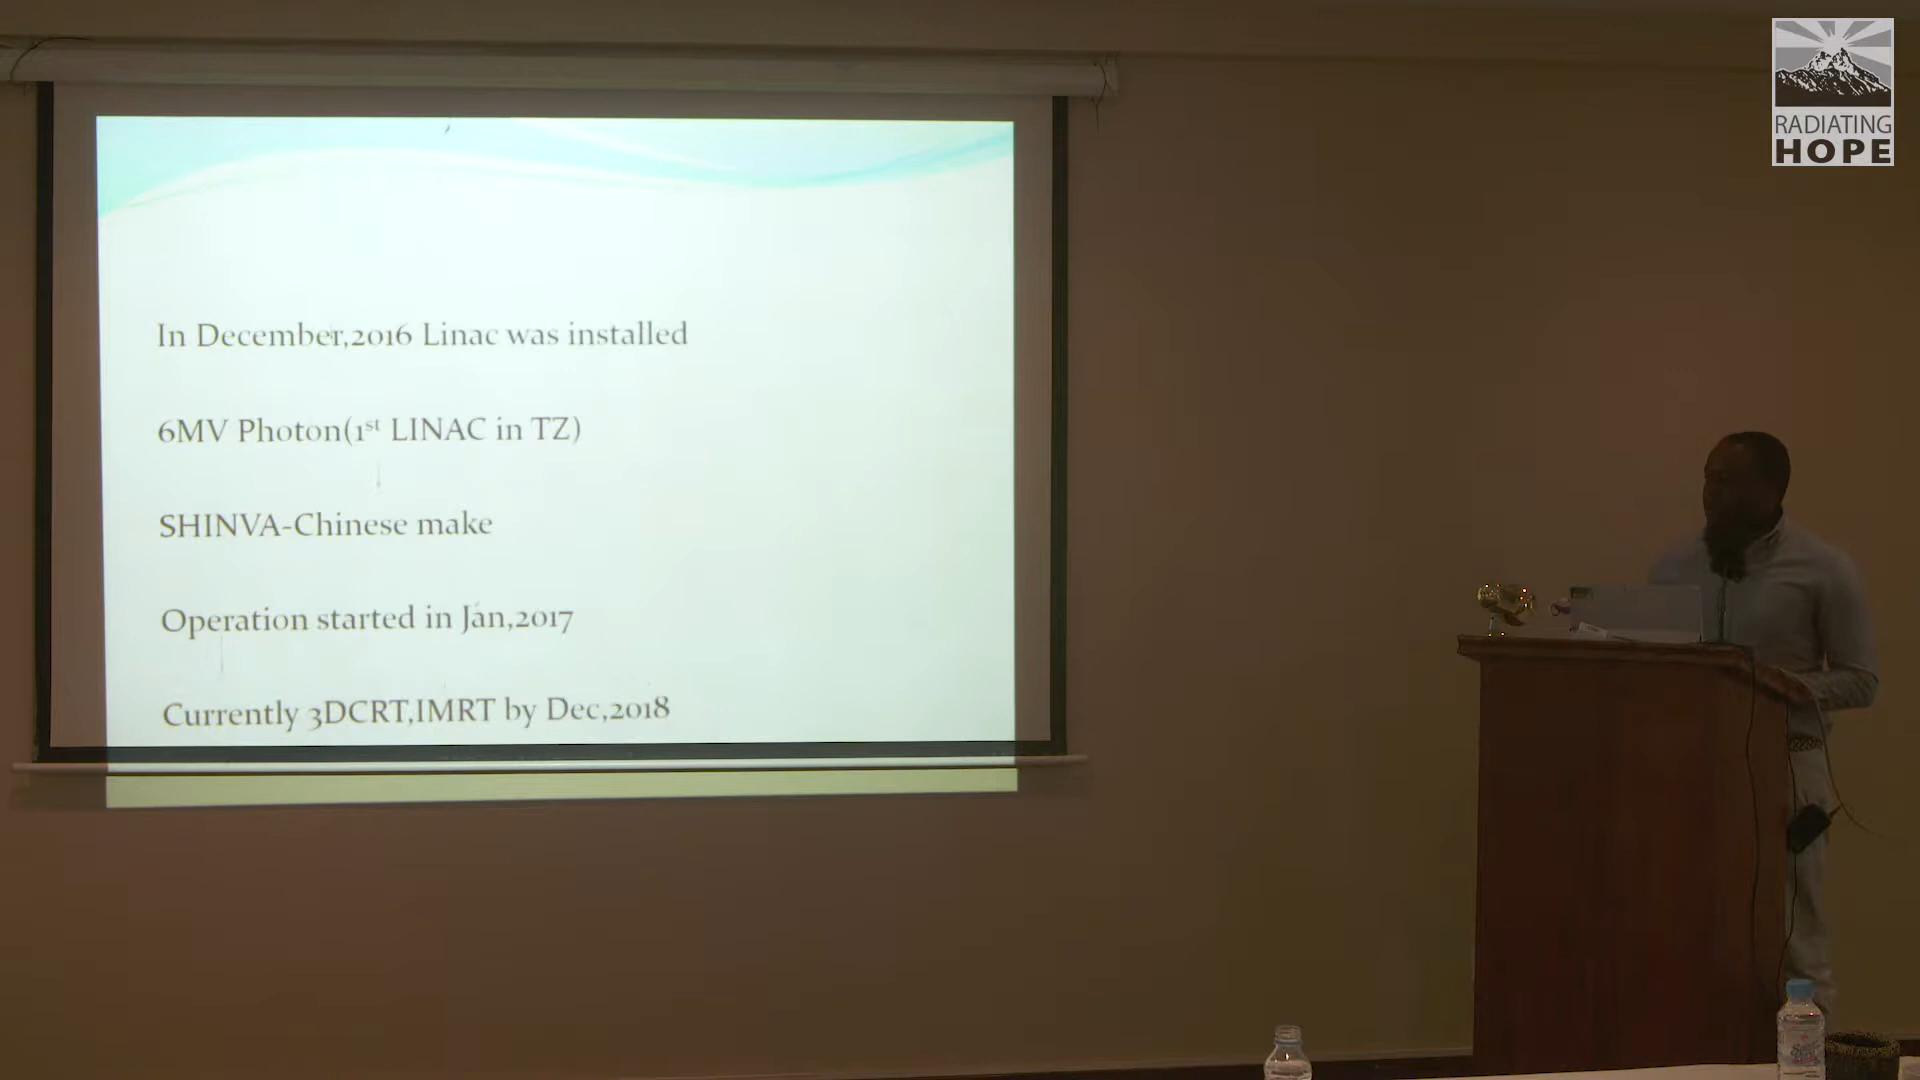 RADIATING
HOPE
In December,2016 Linac was installed
6MV Photon(1st LINAC in TZ)
SHINVA-Chinese make
Operation started in Jan,2017
Currently 3DCRT,IMRT by Dec,2018